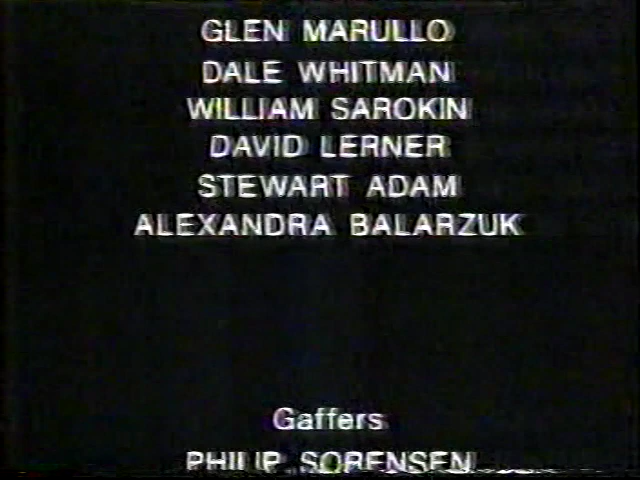 GLEN MARULLO
DALE WHITMAN
WILLIAM SAROKIN
DAVID LERNER
STEWART ADAM
ALEXANDRA BALARZUK
Gaffers
PHILIP SORENSEN